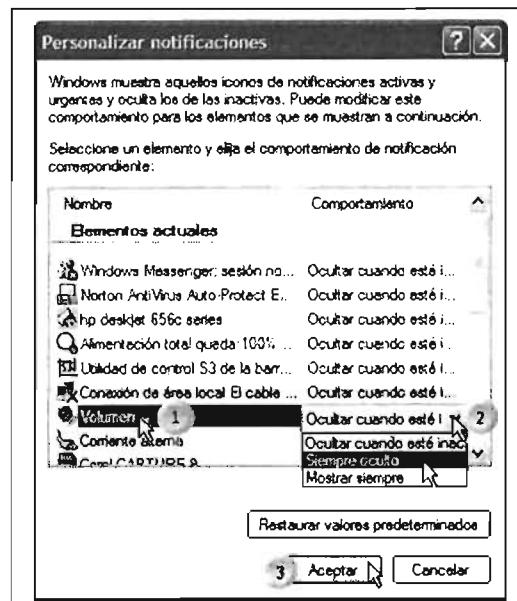 Personalizar notificaciones
Windows muestra aquellos iconos de notificaciones activas y
urgentes y oculta los de las inactivas. Puede modificar este
comportamiento para los elementos que se muestran a continuación.
Seleccione un elemento y elija el comportamiento de notificación
correspondiente:
Nombre Comportamiento
Elementos actuales
Windows Messenger: sesión no... Ocultar cuando esté i...
Norton AntiVirus Auto-Protect E... Ocultar cuando esté i...
hp deskjet 656c series Ocultar cuando esté i...
Alimentación total queda: 100% ... Ocultar cuando esté i...
Utilidad de control S3 de la barr... Ocultar cuando esté i...
Conexión de área local El cable ... Ocultar cuando esté i...
Volumen 1 Ocultar cuando esté i 2
Corriente alterna Ocultar cuando esté inac
Corel CAPTURE 9 Siempre oculto
Mostrar siempre
Restaurar valores predeterminados
3 Aceptar Cancelar